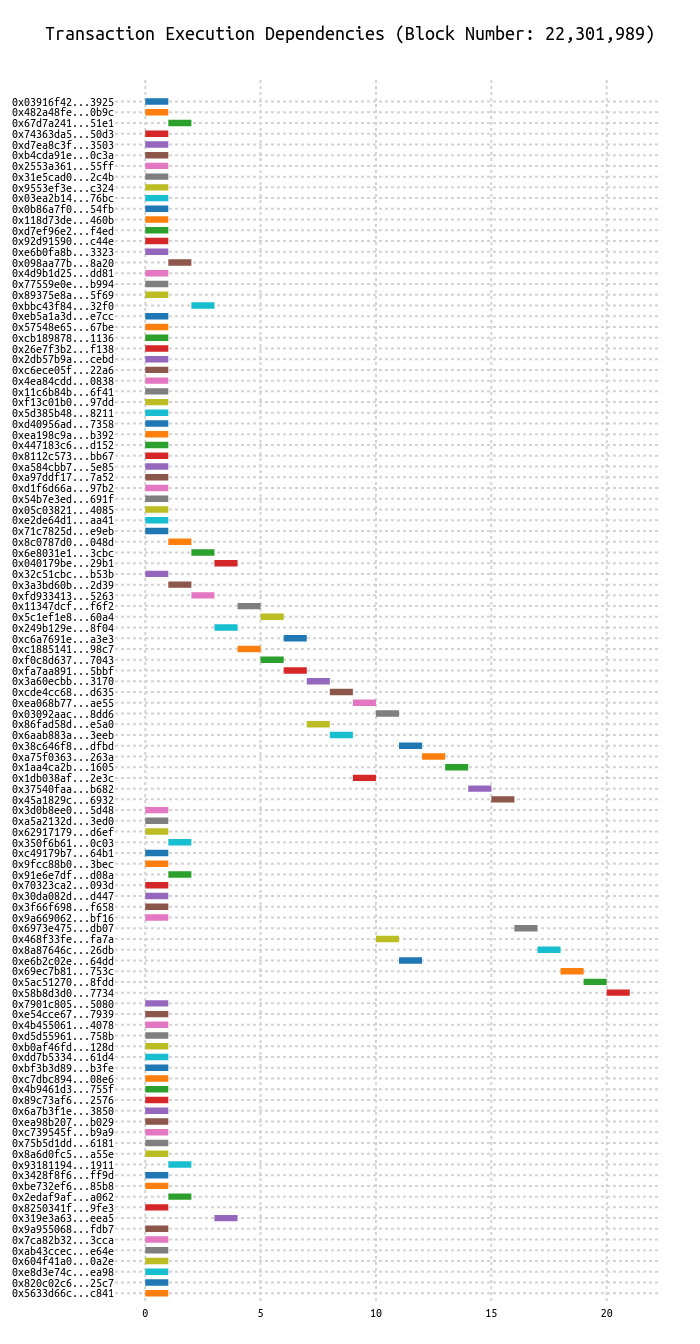 Transaction Execution Dependencies (Block Number: 22,301,989)
0x03916f42...3925
0x482a48fe...0b9c
0x67d7a241...51e1
0x74363da5...50d3
0xd7ea8c3f...3503
0xb4cda91e...0c3a
0x2553a361...55ff
0x31e5cad0...2c4b
0x9553ef3e...c324
0x03ea2b14...76bc
0x0b86a7f0...54fb
0x118d73de...460b
0xd7ef96e2...f4ed
0x92d91590...c44e
0xe6b0fa8b...3323
0x098aa77b...8a20
0x4d9b1d25...dd81
0x77559e0e...b994
0x89375e8a...5f69
0xbbc43f84...32f0
0xeb5a1a3d...e7cc
0x57548e65...67be
0xcb189878...1136
0x26e7f3b2...f138
0x2db57b9a...cebd
0xc6ece05f...22a6
0x4ea84cdd...0838
0x11c6b84b...6f41
0xf13c01b0...97dd
0x5d385b48...8211
0xd40956ad...7358
0xea198c9a...b392
0x447183c6...d152
0x8112c573...bb67
0xa584cbb7...5e85
0xa97ddf17...7a52
0xd1f6d66a...97b2
0x54b7e3ed...691f
0x05c03821...4085
0xe2de64d1...aa41
0x71c7825d...e9eb
0x8c0787d0...048d
0x6e8031e1...3cbc
0x040179be...29b1
0x32c51cbc...b53b
0x3a3bd60b...2d39
0xfd933413...5263
0x11347dcf...f6f2
0x5c1ef1e8...60a4
0x249b129e...8f04
0xc6a7691e...a3e3
0xc1885141...98c7
0xf0c8d637...7043
0xfa7aa891...5bbf
0x3a60ecbb...3170
0xcde4cc68...d635
0xea068b77...ae55
0x03092aac...8dd6
0x86fad58d...e5a0
0x6aab883a...3eeb
0x38c646f8...dfbd
0xa75f0363...263a
0x1aa4ca2b...1605
0x1db038af...2e3c
0x37540faa...b682
0x45a1829c...6932
0x3d0b8ee0...5d48
0xa5a2132d...3ed0
0x62917179...d6ef
0x350f6b61...0c03
0xc49179b7...64b1
0x9fcc88b0...3bec
0x91e6e7df...d08a
0x70323ca2...093d
0x30da082d...d447
0x3f66f698...f658
0x9a669062...bf16
0x6973e475...db07
0x468f33fe...fa7a
0x8a87646c...26db
0xe6b2c02e...64dd
0x69ec7b81...753c
0x5ac51270...8fdd
0x58b8d3d0...7734
0x7901c805...5080
0xe54cce67...7939
0x4b455061...4078
0xd5d55961...758b
0xb0af46fd...128d
0xdd7b5334...61d4
0xbf3b3d89...b3fe
0xc7dbc894...08e6
0x4b9461d3...755f
0x89c73af6...2576
0x6a7b3f1e...3850
0xea98b207...b029
0xc739545f...b9a9
0x75b5d1dd...6181
0x8a6d0fc5...a55e
0x93181194...1911
0x3428f8f6...ff9d
0xbe732ef6...85b8
0x2edaf9af...a062
0x8250341f...9fe3
0x319e3a63...eea5
0x9a955068...fdb7
0x7ca82b32...3cca
0xab43ccec...e64e
0x604f41a0...0a2e
0xe8d3e74c...ea98
0x820c02c6...25c7
0x5633d66c...c841
0 5 10 15 20